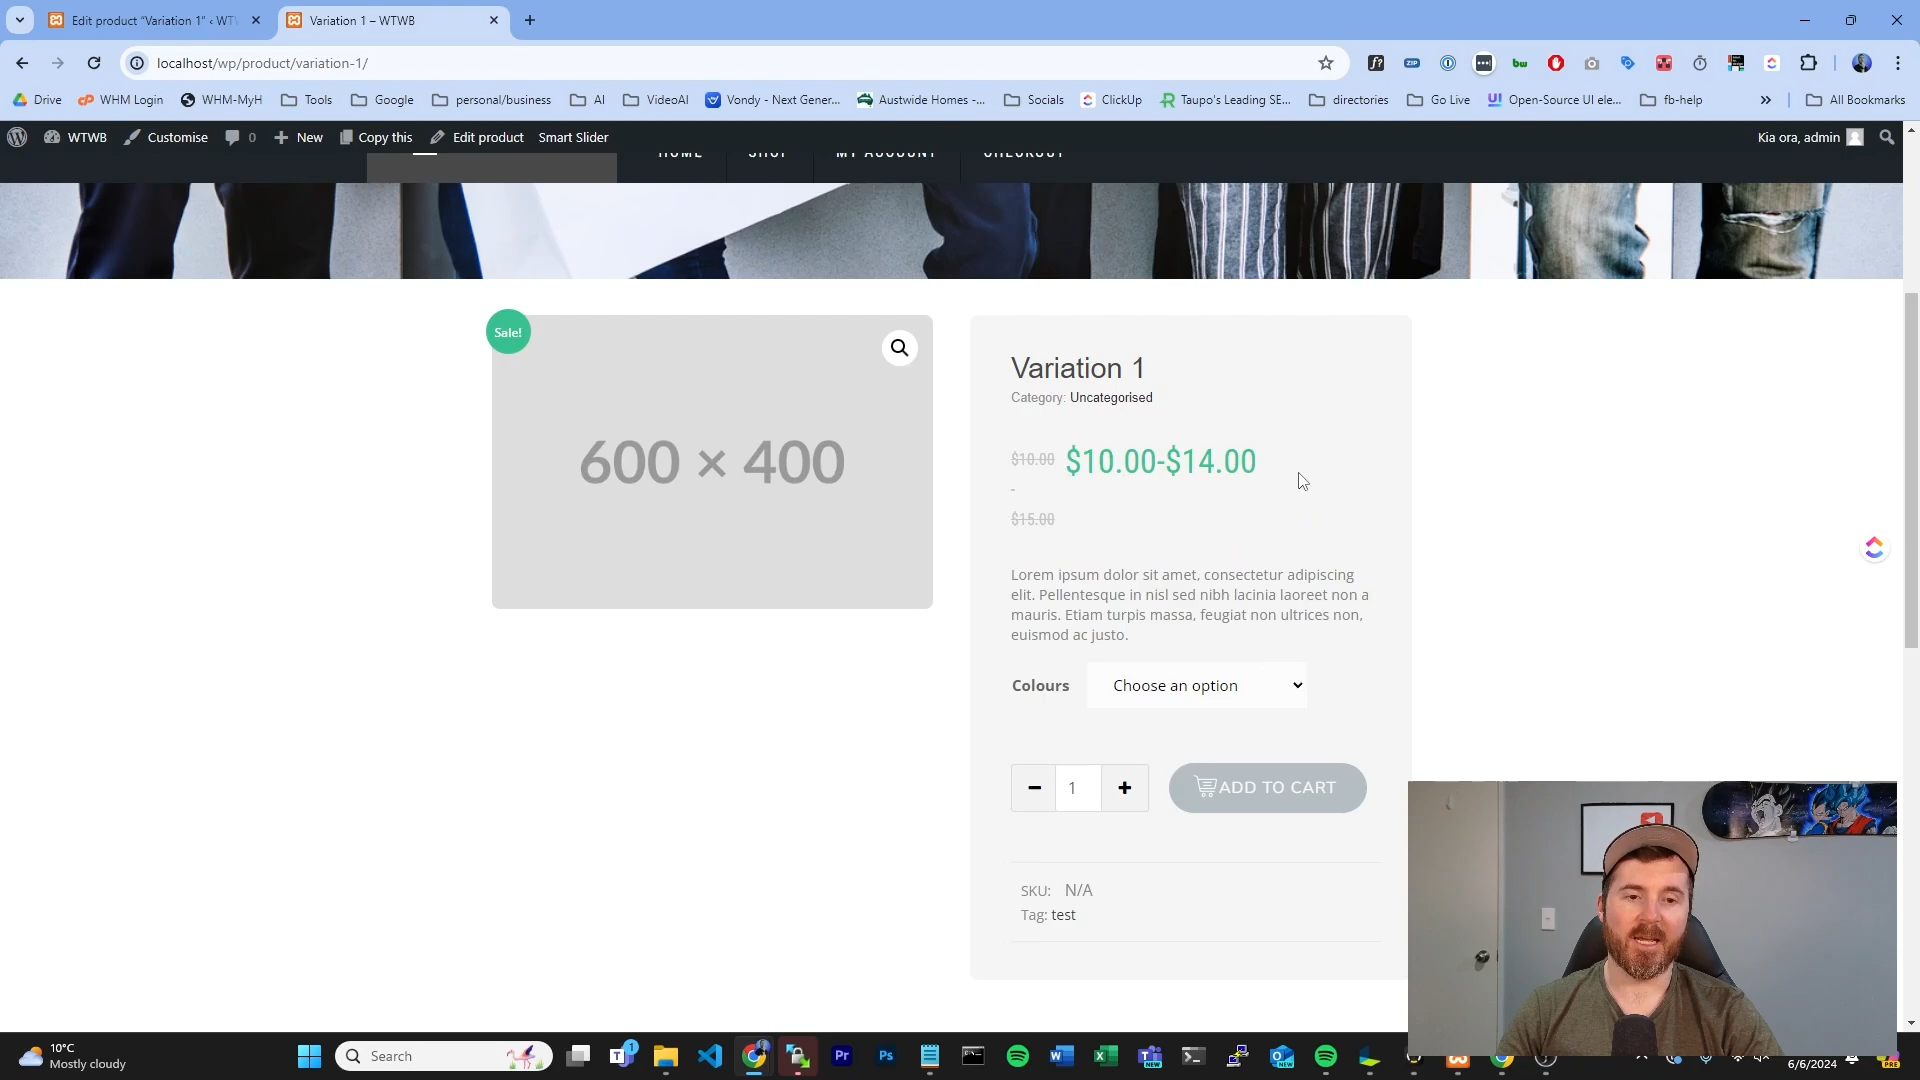 Edit product “Variation 1” ‹ WT
Variation 1 – WTWB
localhost/wp/product/variation-1/
Drive
WHM Login
WHM-MyH
Tools
Google
personal/business
AI
VideoAI
Vondy - Next Gener...
Austwide Homes -...
Socials
ClickUp
Taupo's Leading SE...
directories
Go Live
Open-Source UI ele...
fb-help
»
All Bookmarks
WTWB
Customise
0
New
Copy this
Edit product
Smart Slider
Kia ora, admin
HOME
SHOP
MY ACCOUNT
CHECKOUT
Sale!
600 × 400
Variation 1
Category: Uncategorised
$10.00 $10.00-$14.00
-
$15.00
Lorem ipsum dolor sit amet, consectetur adipiscing
elit. Pellentesque in nisl sed nibh lacinia laoreet non a
mauris. Etiam turpis massa, feugiat non ultrices non,
euismod ac justo.
Colours
Choose an option
1
ADD TO CART
SKU: N/A
Tag: test
10°C
Mostly cloudy
Search
6/6/2024